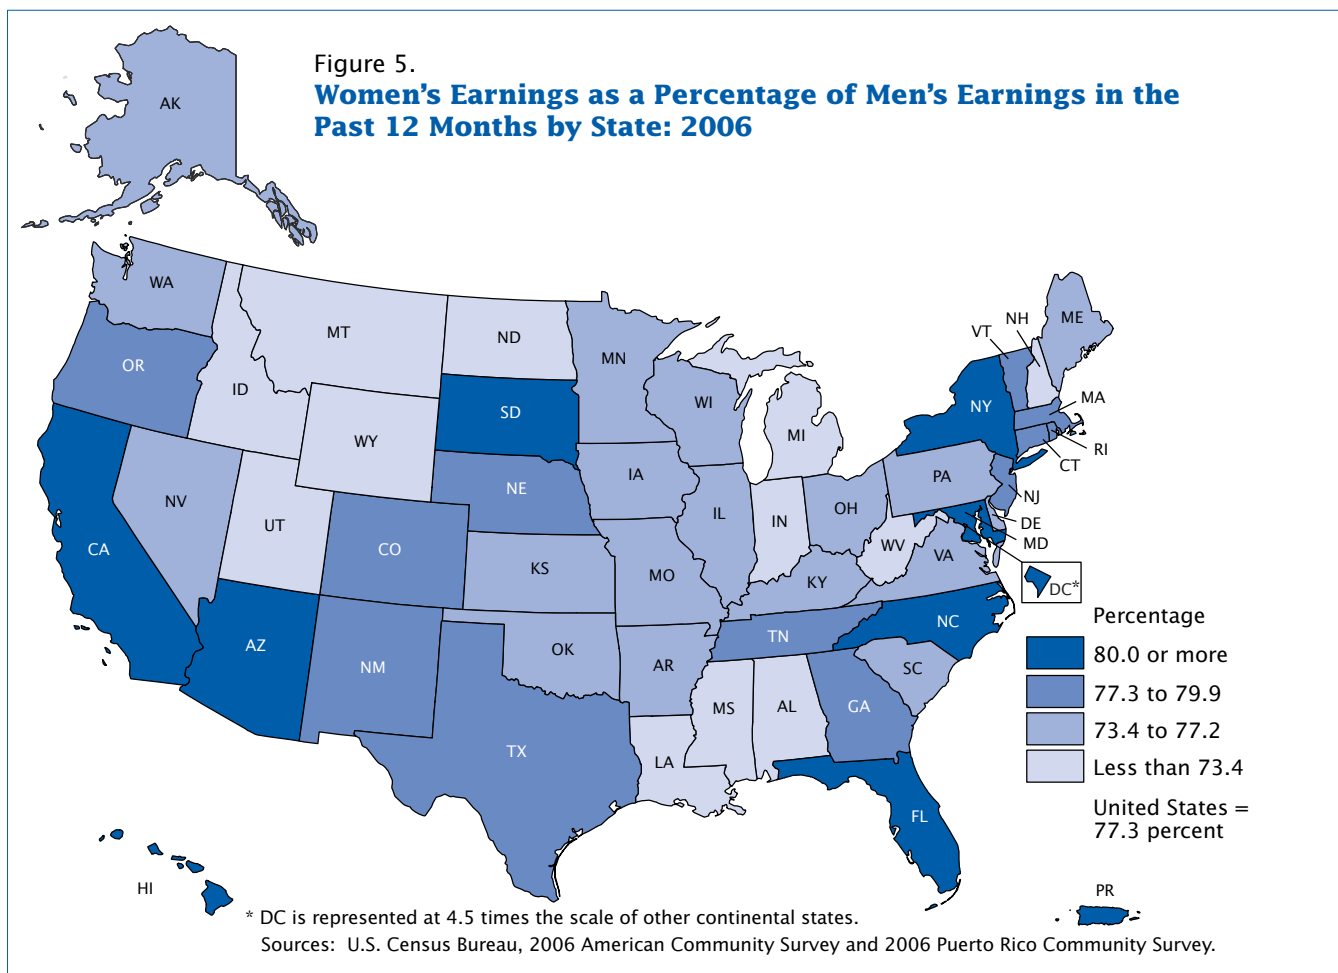 Figure 5.
Women's Earnings as a Percentage of Men's Earnings in the
Past 12 Months by State: 2006
AK
WA
MT
ND
MN
VT
NH
ME
OR
ID
SD
WI
NY
MA
WY
MI
RI
CT
NV
NE
IA
PA
NJ
UT
IL
IN
OH
DE
CA
CO
WV
MD
KS
MO
KY
VA
DC*
AZ
NM
OK
AR
TN
NC
SC
TX
MS
AL
GA
LA
FL
HI
PR
Percentage
80.0 or more
77.3 to 79.9
73.4 to 77.2
Less than 73.4
United States =
77.3 percent
* DC is represented at 4.5 times the scale of other continental states.
Sources: U.S. Census Bureau, 2006 American Community Survey and 2006 Puerto Rico Community Survey.